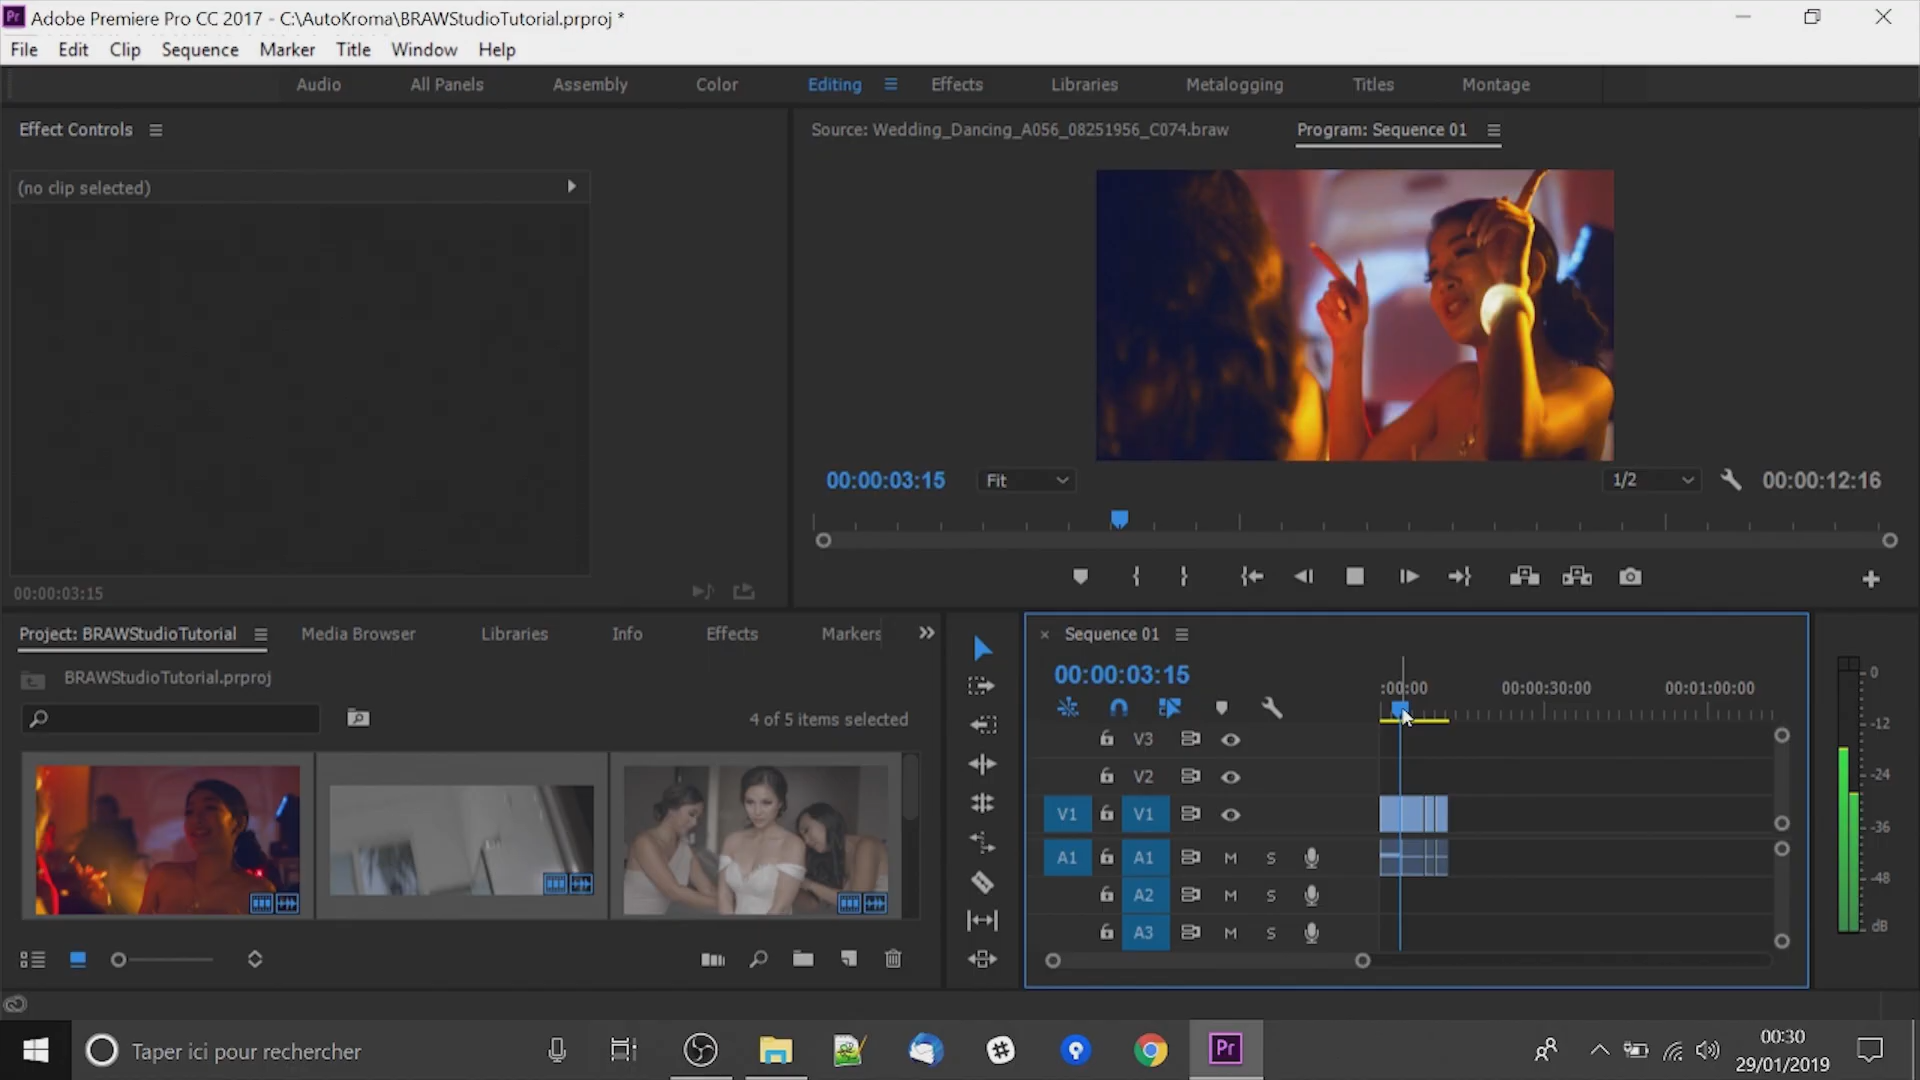 Pr Adobe Premiere Pro CC 2017 - C:\AutoKroma\BRAWStudioTutorial.prproj *
File Edit Clip Sequence Marker Title Window Help
Audio All Panels Assembly Color Editing Effects Libraries Metalogging Titles Montage
Effect Controls
Source: Wedding_Dancing_A056_08251956_C074.braw Program: Sequence 01
(no clip selected)
00:00:03:15 Fit 1/2 00:00:12:16
00:00:03:15
Project: BRAWStudioTutorial Media Browser Libraries Info Effects Markers
Sequence 01
BRAWStudioTutorial.prproj
00:00:03:15
:00:00 00:00:30:00 00:01:00:00
4 of 5 items selected
V3
V2
V1 V1
A1 A1 M S
A2 M S
A3 M S
0
-12
-24
-36
-48
dB
Taper ici pour rechercher
Pr
00:30
29/01/2019